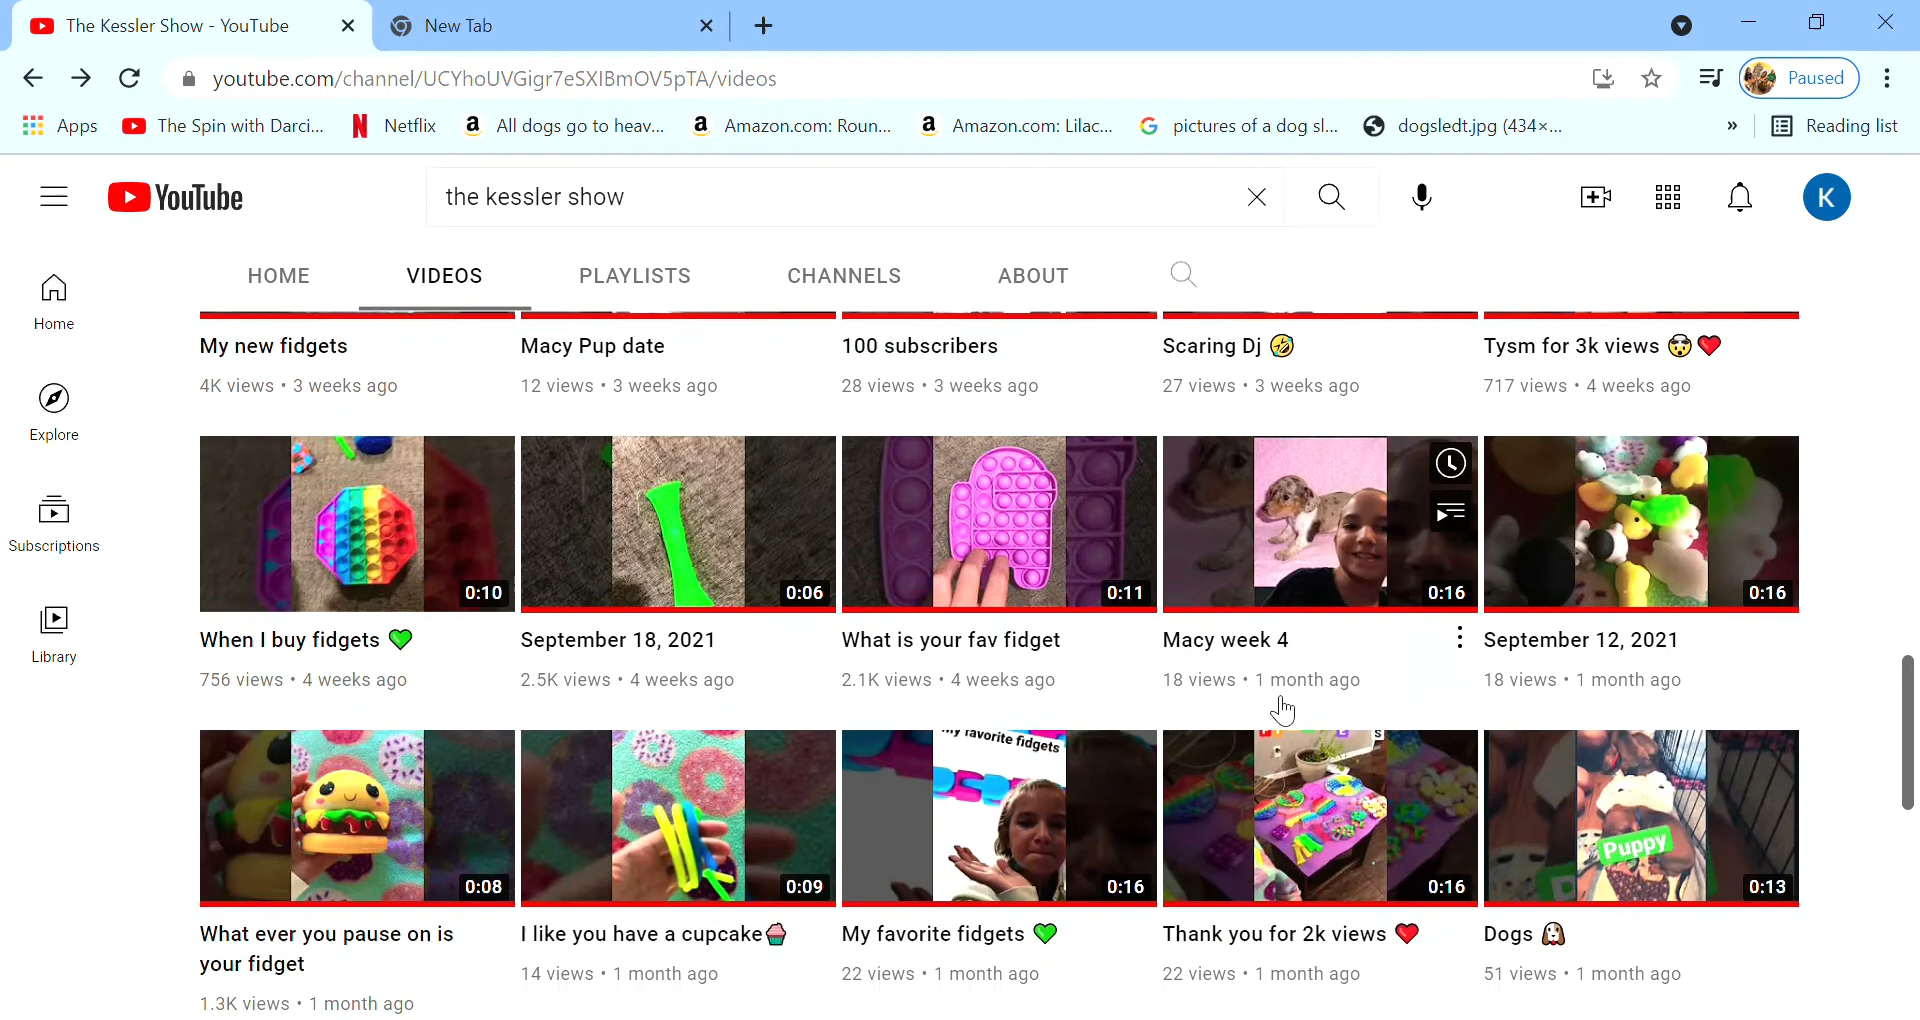 The Kessler Show - YouTube
New Tab
youtube.com/channel/UCYhoUVGigr7eSXIBmOV5pTA/videos
Paused
Apps
The Spin with Darci...
Netflix
All dogs go to heav...
Amazon.com: Roun...
Amazon.com: Lilac...
pictures of a dog sl...
dogsledt.jpg (434×...
»
Reading list
YouTube
the kessler show
K
HOME
VIDEOS
PLAYLISTS
CHANNELS
ABOUT
Home
Explore
Subscriptions
Library
My new fidgets
4K views • 3 weeks ago
Macy Pup date
12 views • 3 weeks ago
100 subscribers
28 views • 3 weeks ago
Scaring Dj 🤣
27 views • 3 weeks ago
Tysm for 3k views 🤯❤️
717 views • 4 weeks ago
0:10
When I buy fidgets 💚
756 views • 4 weeks ago
0:06
September 18, 2021
2.5K views • 4 weeks ago
0:11
What is your fav fidget
2.1K views • 4 weeks ago
0:16
Macy week 4
18 views • 1 month ago
0:16
September 12, 2021
18 views • 1 month ago
0:08
What ever you pause on is
your fidget
1.3K views • 1 month ago
0:09
I like you have a cupcake🧁
14 views • 1 month ago
My favorite fidgets
0:16
My favorite fidgets 💚
22 views • 1 month ago
0:16
Thank you for 2k views ❤️
22 views • 1 month ago
Puppy
0:13
Dogs 🐶
51 views • 1 month ago